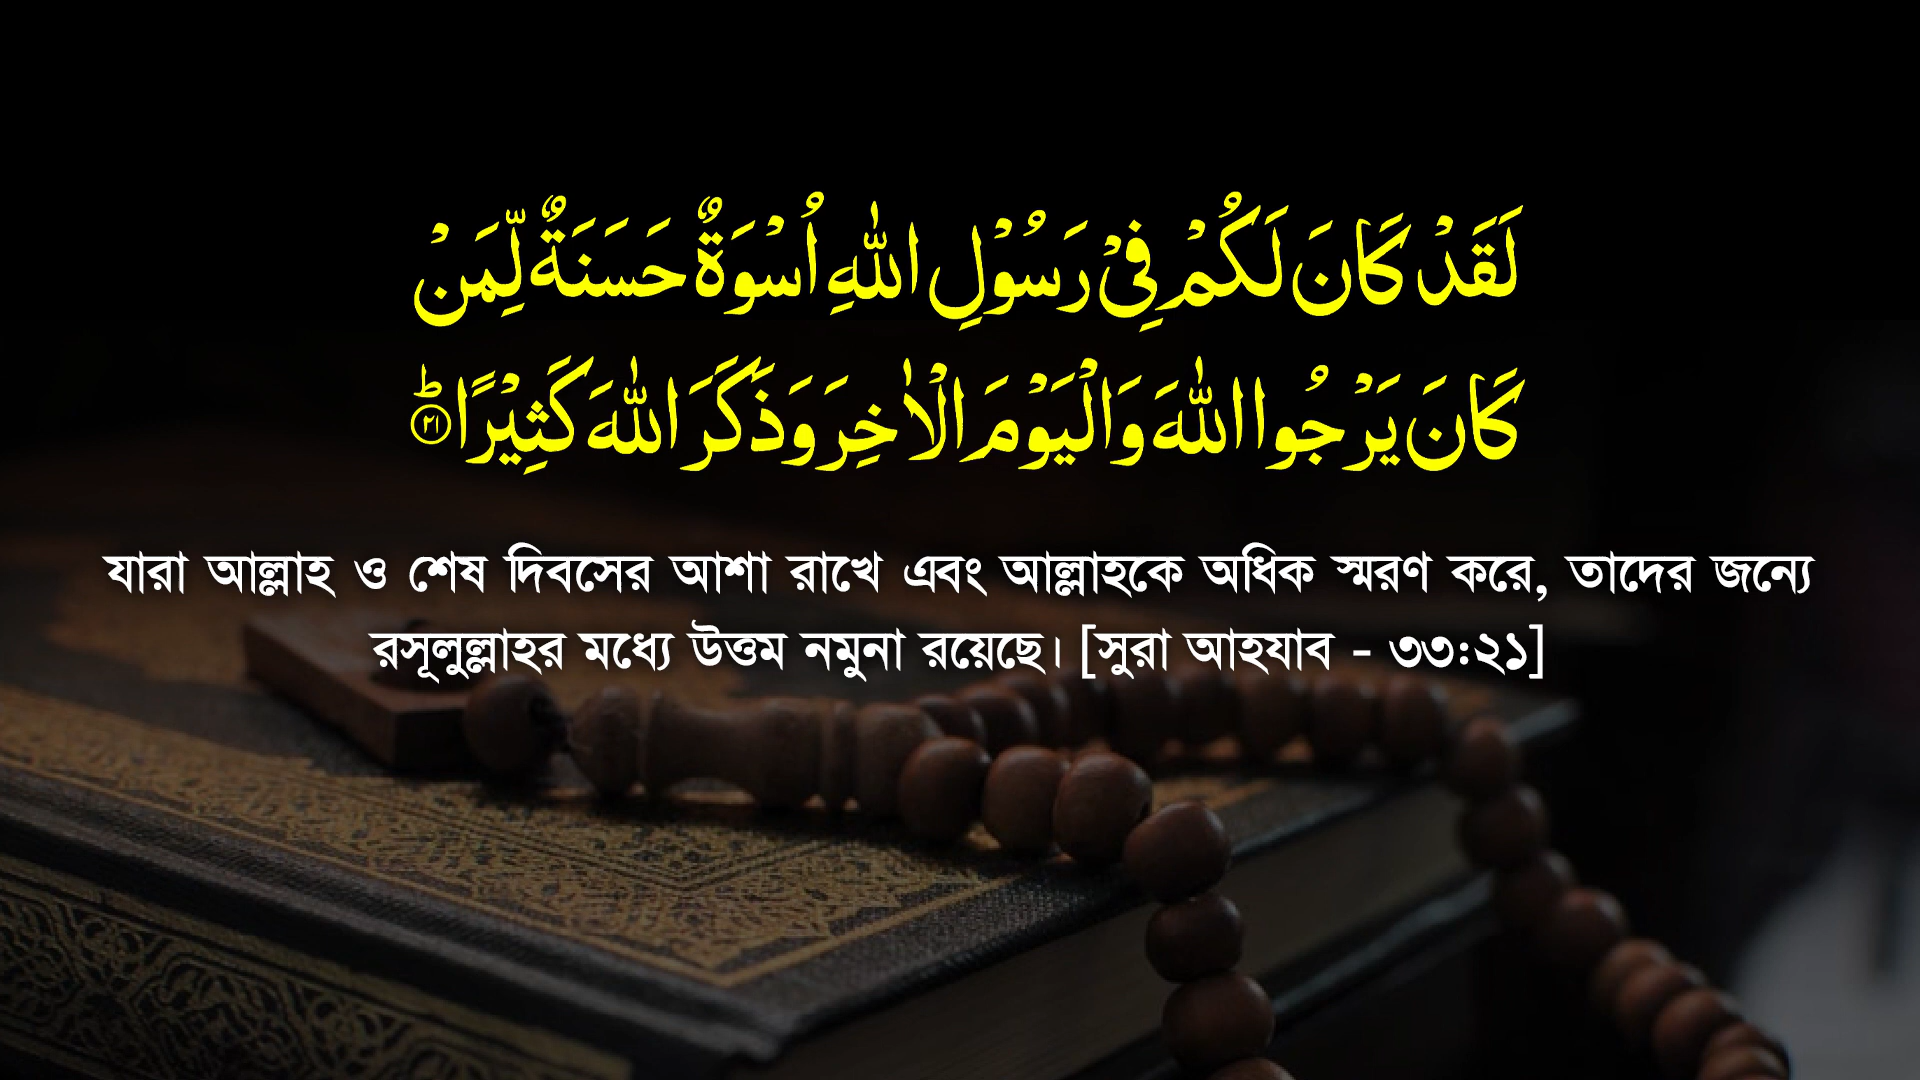 لَقَدْ كَانَ لَكُمْ فِيْ رَسُوْلِ اللّٰهِ اُسْوَةٌ حَسَنَةٌ لِّمَنْ
كَانَ يَرْجُوا اللّٰهَ وَالْيَوْمَ الْاٰخِرَ وَذَكَرَ اللّٰهَ كَثِيْرًاؕ ۝۲۱
যারা আল্লাহ ও শেষ দিবসের আশা রাখে এবং আল্লাহকে অধিক স্মরণ করে, তাদের জন্যে
রসূলুল্লাহর মধ্যে উত্তম নমুনা রয়েছে। [সুরা আহযাব - ৩৩:২১]